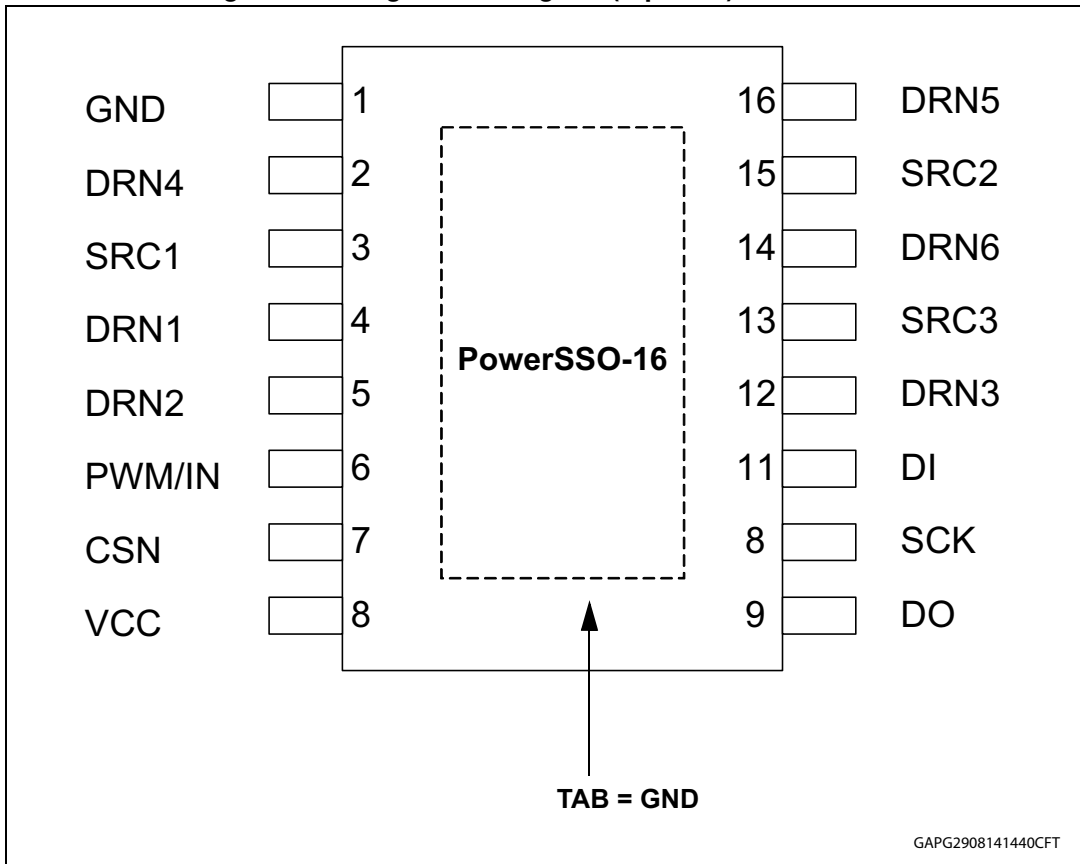 GND 1 16 DRN5
DRN4 2 15 SRC2
SRC1 3 14 DRN6
DRN1 4 13 SRC3
PowerSSO-16
DRN2 5 12 DRN3
PWM/IN 6 11 DI
CSN 7 8 SCK
VCC 8 9 DO
TAB = GND
GAPG2908141440CFT